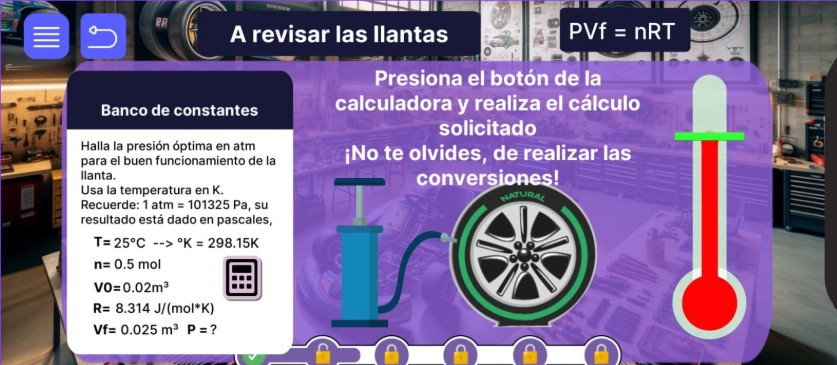 A revisar las llantas
PVf = nRT
Banco de constantes
Halla la presión óptima en atm
para el buen funcionamiento de la
llanta.
Usa la temperatura en K.
Recuerde: 1 atm = 101325 Pa, su
resultado está dado en pascales,
T= 25°C --> °K = 298.15K
n= 0.5 mol
V0=0.02m³
R= 8.314 J/(mol*K)
Vf= 0.025 m³ P = ?
Presiona el botón de la
calculadora y realiza el cálculo
solicitado
¡No te olvides, de realizar las
conversiones!
NATURAL